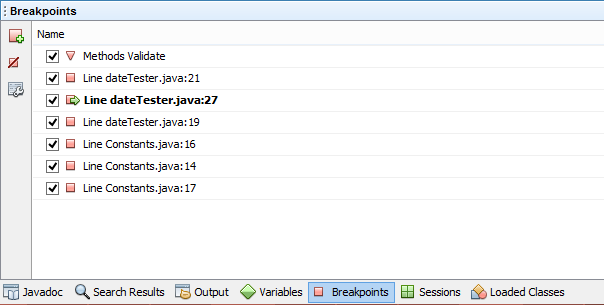 Breakpoints
Name
Methods Validate
Line dateTester.java:21
Line dateTester.java:27
Line dateTester.java:19
Line Constants.java:16
Line Constants.java:14
Line Constants.java:17
Javadoc Search Results Output Variables Breakpoints Sessions Loaded Classes